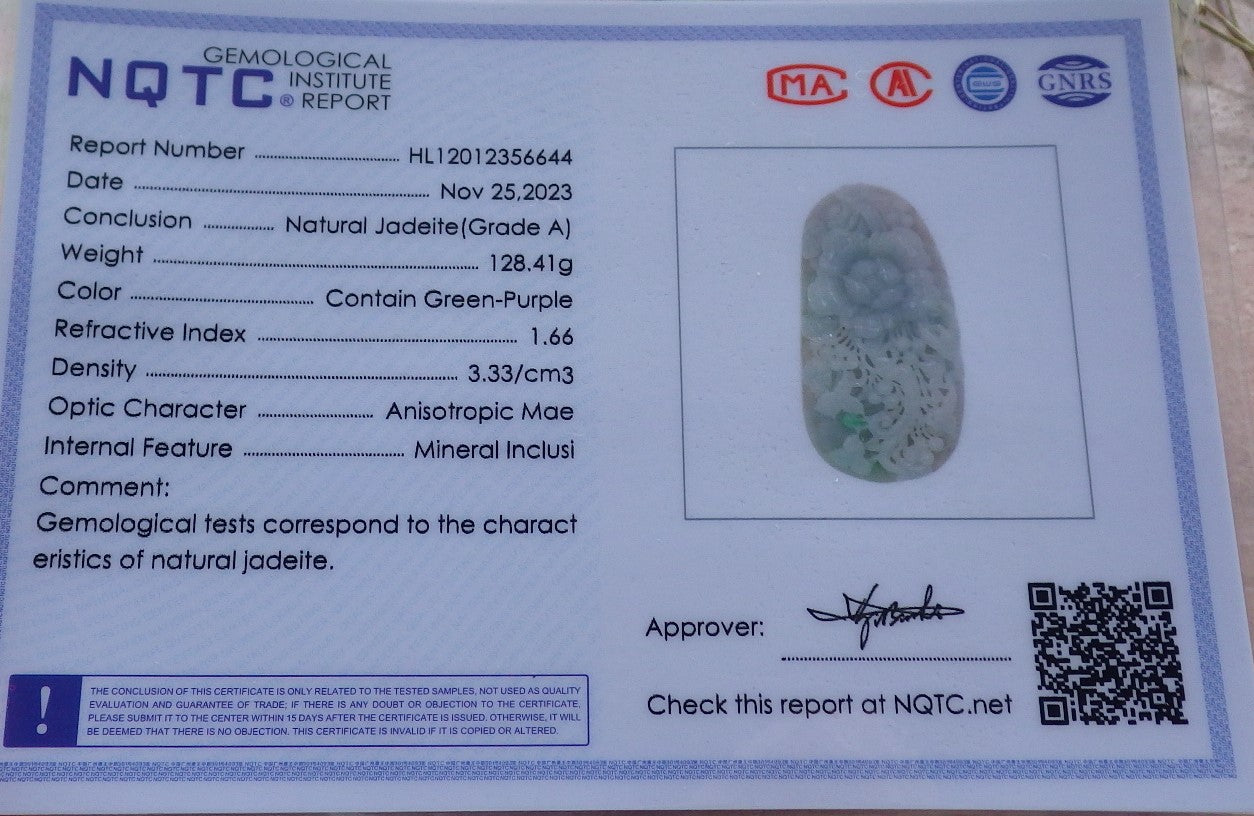 NQTC® GEMOLOGICAL INSTITUTE REPORT
MA
AL
GNRS
Report Number HL12012356644
Date Nov 25,2023
Conclusion Natural Jadeite(Grade A)
Weight 128.41g
Color Contain Green-Purple
Refractive Index 1.66
Density 3.33/cm3
Optic Character Anisotropic Mae
Internal Feature Mineral Inclusi
Comment:
Gemological tests correspond to the charact
eristics of natural jadeite.
Approver:
Check this report at NQTC.net
! THE CONCLUSION OF THIS CERTIFICATE IS ONLY RELATED TO THE TESTED SAMPLES, NOT USED AS QUALITY
EVALUATION AND GUARANTEE OF TRADE; IF THERE IS ANY DOUBT OR OBJECTION TO THE CERTIFICATE,
PLEASE SUBMIT IT TO THE CENTER WITHIN 15 DAYS AFTER THE CERTIFICATE IS ISSUED. OTHERWISE, IT WILL
BE DEEMED THAT THERE IS NO OBJECTION. THIS CERTIFICATE IS INVALID IF IT IS COPIED OR ALTERED.